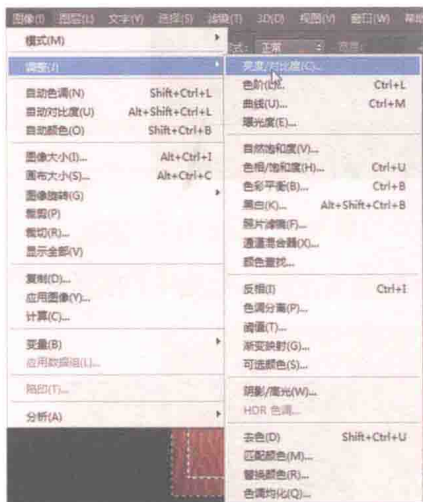 图像(I) 图层(L) 文字(Y) 选择(S) 滤镜(T) 3D(D) 视图(V) 窗口(W) 帮助
模式(M)
调整(J)
自动色调(N) Shift+Ctrl+L
自动对比度(U) Alt+Shift+Ctrl+L
自动颜色(O) Shift+Ctrl+B
图像大小(I)... Alt+Ctrl+I
画布大小(S)... Alt+Ctrl+C
图像旋转(G)
裁剪(P)
裁切(R)...
显示全部(V)
复制(D)...
应用图像(Y)...
计算(C)...
变量(B)
应用数据组(L)...
陷印(T)...
分析(A)
式: 正常
亮度/对比度(C)...
色阶(L)... Ctrl+L
曲线(U)... Ctrl+M
曝光度(E)...
自然饱和度(V)...
色相/饱和度(H)... Ctrl+U
色彩平衡(B)... Ctrl+B
黑白(K)... Alt+Shift+Ctrl+B
照片滤镜(F)...
通道混合器(X)...
颜色查找...
反相(I) Ctrl+I
色调分离(P)...
阈值(T)...
渐变映射(G)...
可选颜色(S)...
阴影/高光(W)...
HDR 色调...
去色(D) Shift+Ctrl+U
匹配颜色(M)...
替换颜色(R)...
色调均化(Q)...